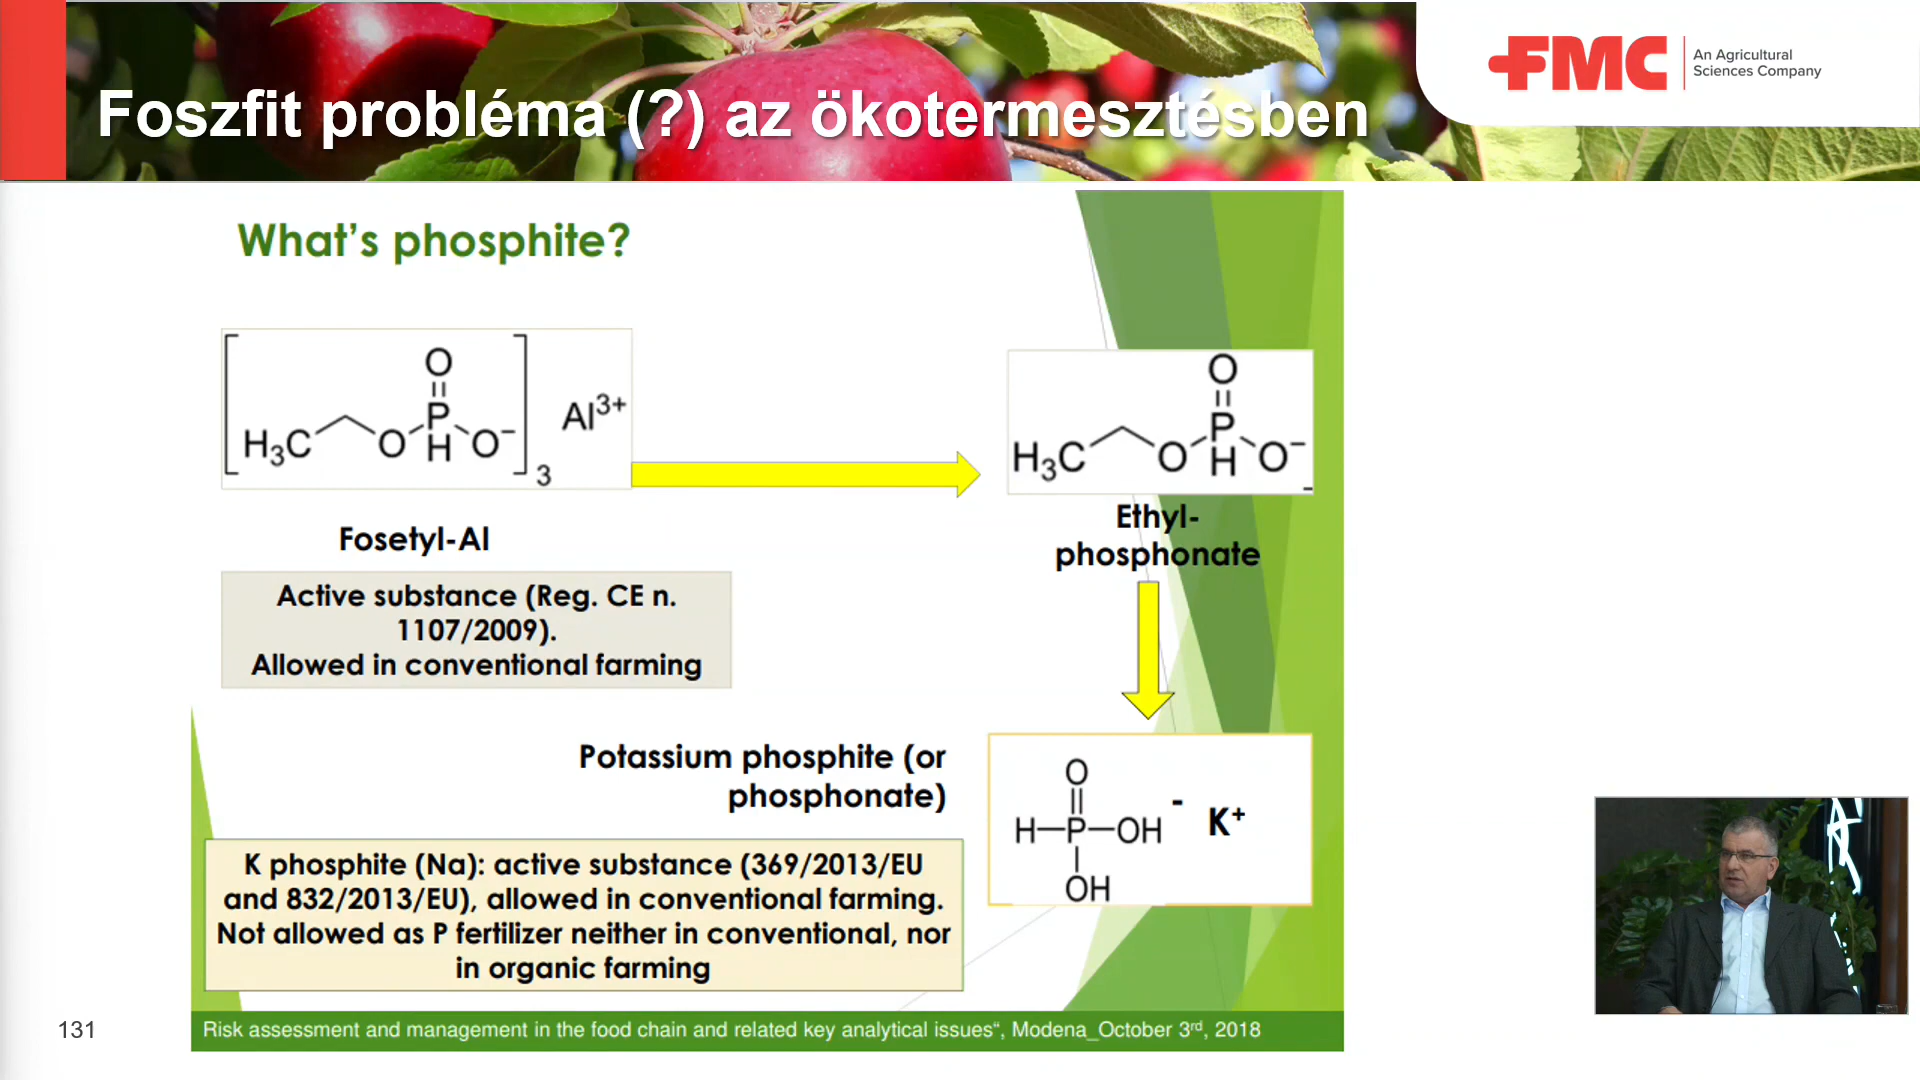 Foszfit probléma (?) az ökotermesztésben
FMC
An Agricultural
Sciences Company
What's phosphite?
O
P
H₃C O H O⁻
3
Al³⁺
O
P
H₃C O H O⁻
Fosetyl-Al
Ethyl-
phosphonate
Active substance (Reg. CE n.
1107/2009).
Allowed in conventional farming
Potassium phosphite (or
phosphonate)
O
H—P—OH ⁻ K⁺
OH
K phosphite (Na): active substance (369/2013/EU
and 832/2013/EU), allowed in conventional farming.
Not allowed as P fertilizer neither in conventional, nor
in organic farming
131
Risk assessment and management in the food chain and related key analytical issues“, Modena_October 3rd, 2018